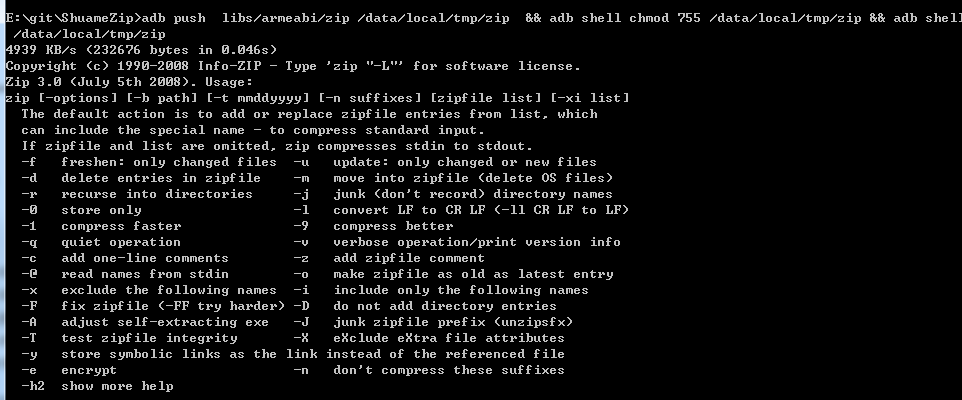 E:\git\ShuameZip>adb push  libs/armeabi/zip /data/local/tmp/zip  && adb shell chmod 755 /data/local/tmp/zip && adb shell
 /data/local/tmp/zip
4939 KB/s (232676 bytes in 0.046s)
Copyright (c) 1990-2008 Info-ZIP - Type 'zip "-L"' for software license.
Zip 3.0 (July 5th 2008). Usage:
zip [-options] [-b path] [-t mmddyyyy] [-n suffixes] [zipfile list] [-xi list]
  The default action is to add or replace zipfile entries from list, which
  can include the special name - to compress standard input.
  If zipfile and list are omitted, zip compresses stdin to stdout.
  -f   freshen: only changed files  -u   update: only changed or new files
  -d   delete entries in zipfile    -m   move into zipfile (delete OS files)
  -r   recurse into directories     -j   junk (don't record) directory names
  -0   store only                   -l   convert LF to CR LF (-ll CR LF to LF)
  -1   compress faster              -9   compress better
  -q   quiet operation              -v   verbose operation/print version info
  -c   add one-line comments        -z   add zipfile comment
  -@   read names from stdin        -o   make zipfile as old as latest entry
  -x   exclude the following names  -i   include only the following names
  -F   fix zipfile (-FF try harder) -D   do not add directory entries
  -A   adjust self-extracting exe   -J   junk zipfile prefix (unzipsfx)
  -T   test zipfile integrity       -X   eXclude eXtra file attributes
  -y   store symbolic links as the link instead of the referenced file
  -e   encrypt                      -n   don't compress these suffixes
  -h2  show more help